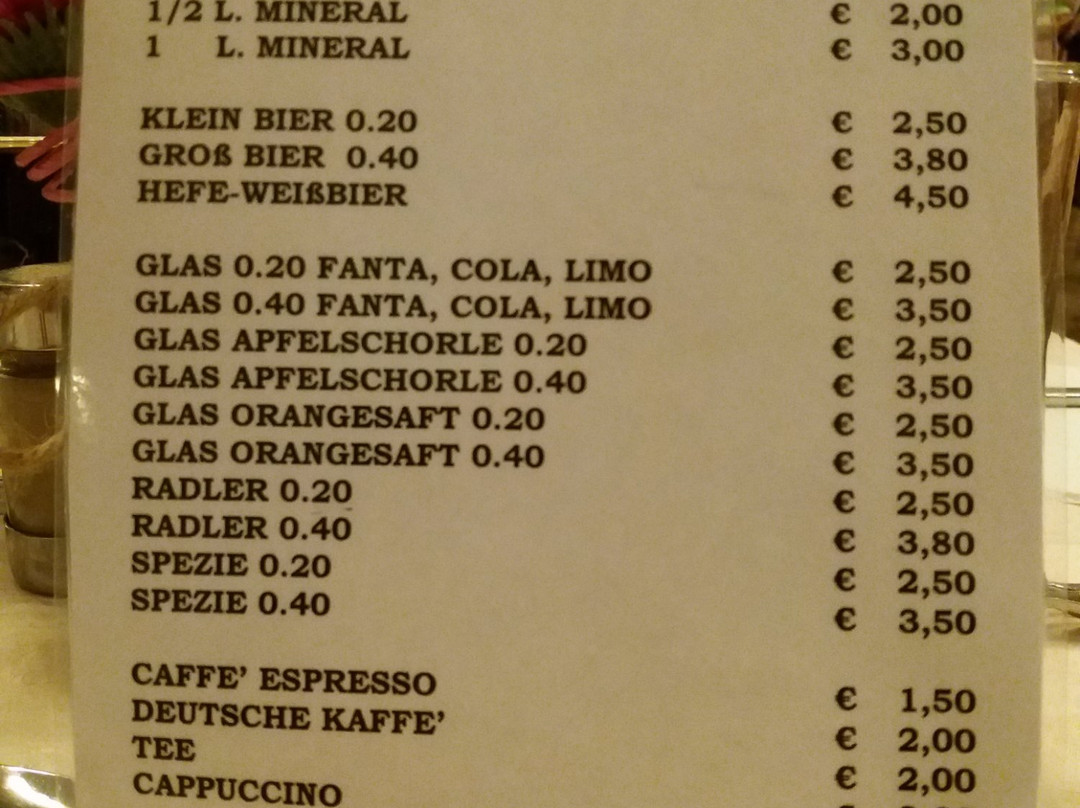 1/2 L. MINERAL € 2,00
1 L. MINERAL € 3,00
KLEIN BIER 0.20 € 2,50
GROß BIER 0.40 € 3,80
HEFE-WEIßBIER € 4,50
GLAS 0.20 FANTA, COLA, LIMO € 2,50
GLAS 0.40 FANTA, COLA, LIMO € 3,50
GLAS APFELSCHORLE 0.20 € 2,50
GLAS APFELSCHORLE 0.40 € 3,50
GLAS ORANGESAFT 0.20 € 2,50
GLAS ORANGESAFT 0.40 € 3,50
RADLER 0.20 € 2,50
RADLER 0.40 € 3,80
SPEZIE 0.20 € 2,50
SPEZIE 0.40 € 3,50
CAFFE’ ESPRESSO € 1,50
DEUTSCHE KAFFE’ € 2,00
TEE € 2,00
CAPPUCCINO